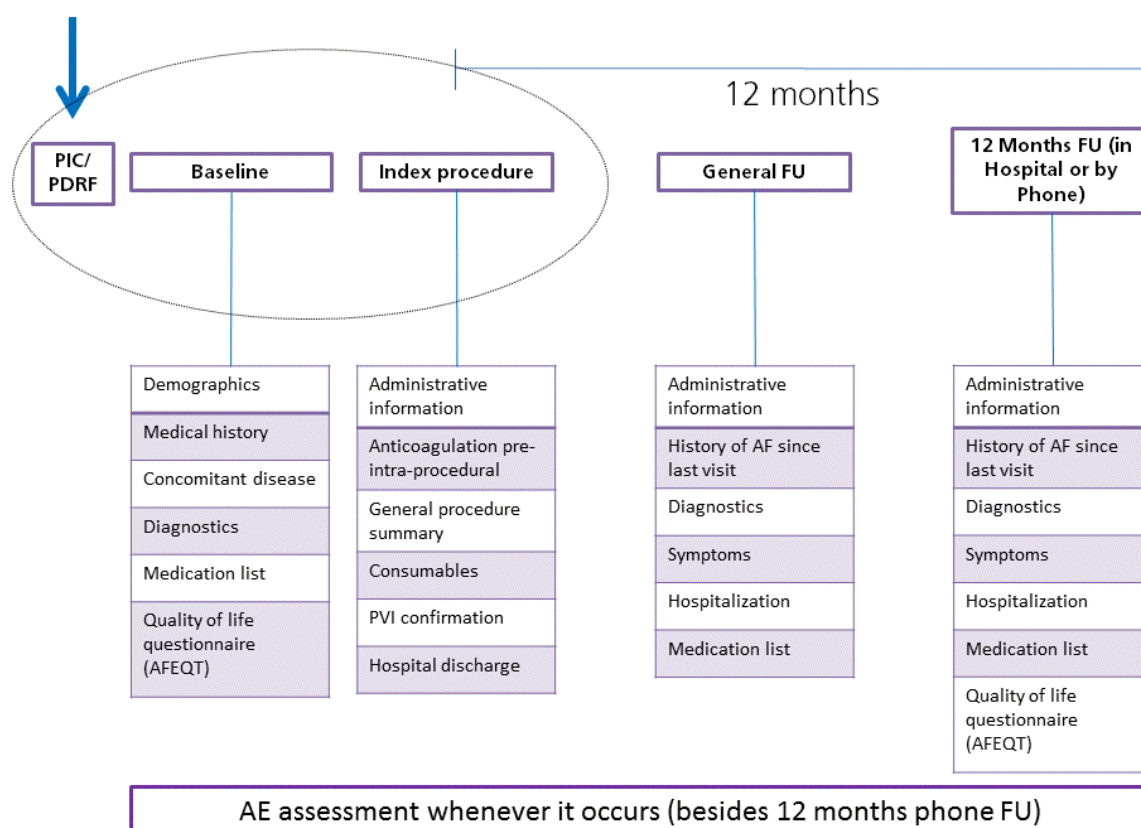 12 months
PIC/
PDRF
Baseline
Index procedure
General FU
12 Months FU (in
Hospital or by
Phone)
Demographics
Medical history
Concomitant disease
Diagnostics
Medication list
Quality of life
questionnaire
(AFEQT)
Administrative
information
Anticoagulation pre-
intra-procedural
General procedure
summary
Consumables
PVI confirmation
Hospital discharge
Administrative
information
History of AF since
last visit
Diagnostics
Symptoms
Hospitalization
Medication list
Administrative
information
History of AF since
last visit
Diagnostics
Symptoms
Hospitalization
Medication list
Quality of life
questionnaire
(AFEQT)
AE assessment whenever it occurs (besides 12 months phone FU)